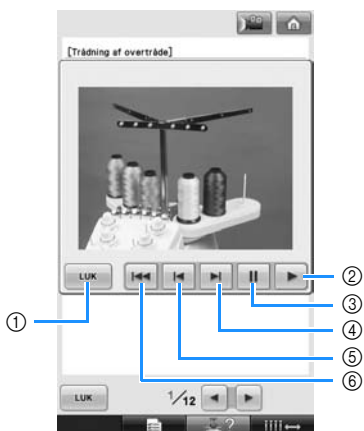 [Trådning af overtråde]
LUK
①
②
③
④
⑤
⑥
LUK
1/12
?